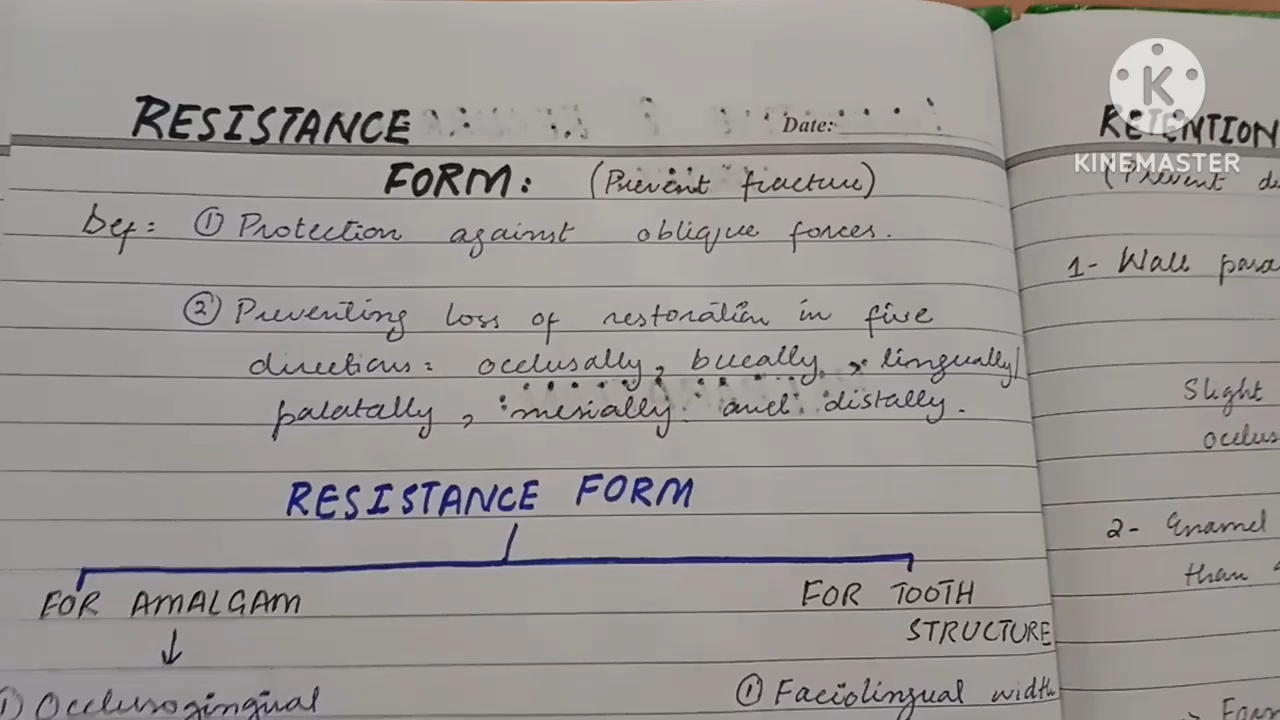 RESISTANCE
Date:
FORM: (Prevent fracture)
Def: ① Protection against oblique forces.
② Preventing loss of restoration in five
directions: occlusally, bucally, lingually/
palatally, mesially and distally.
RESISTANCE FORM
FOR AMALGAM
FOR TOOTH
STRUCTURE
① Occlusogingival
① Faciolingual width
RETENTION
(Prevent
1- Wall
Slight
2- Enamel
than
K
KINEMASTER